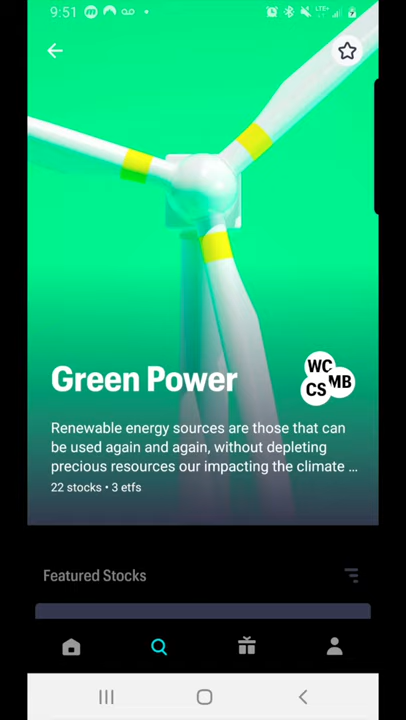 9:51
LTE+
Green Power
WC
CS
MB
Renewable energy sources are those that can
be used again and again, without depleting
precious resources our impacting the climate ...
22 stocks • 3 etfs
Featured Stocks